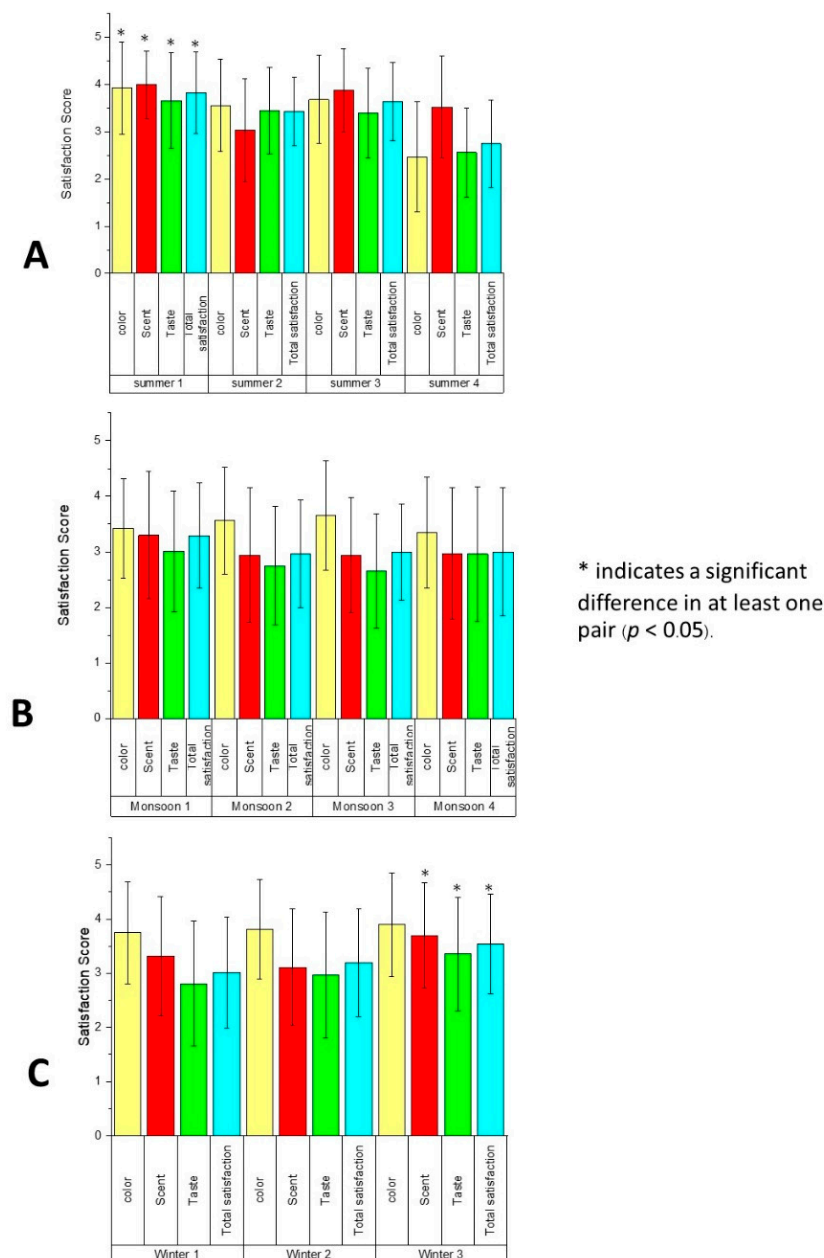 * * * *
5
4
3
2
1
0
Satisfaction Score
A
color Scent Taste Total satisfaction color Scent Taste Total satisfaction color Scent Taste Total satisfaction color Scent Taste Total satisfaction
summer 1 summer 2 summer 3 summer 4
5
4
3
2
1
0
Satisfaction Score
B
color Scent Taste Total satisfaction color Scent Taste Total satisfaction color Scent Taste Total satisfaction color Scent Taste Total satisfaction
Monsoon 1 Monsoon 2 Monsoon 3 Monsoon 4
* indicates a significant
difference in at least one
pair (p < 0.05).
* * *
5
4
3
2
1
0
Satisfaction Score
C
color Scent Taste Total satisfaction color Scent Taste Total satisfaction color Scent Taste Total satisfaction
Winter 1 Winter 2 Winter 3